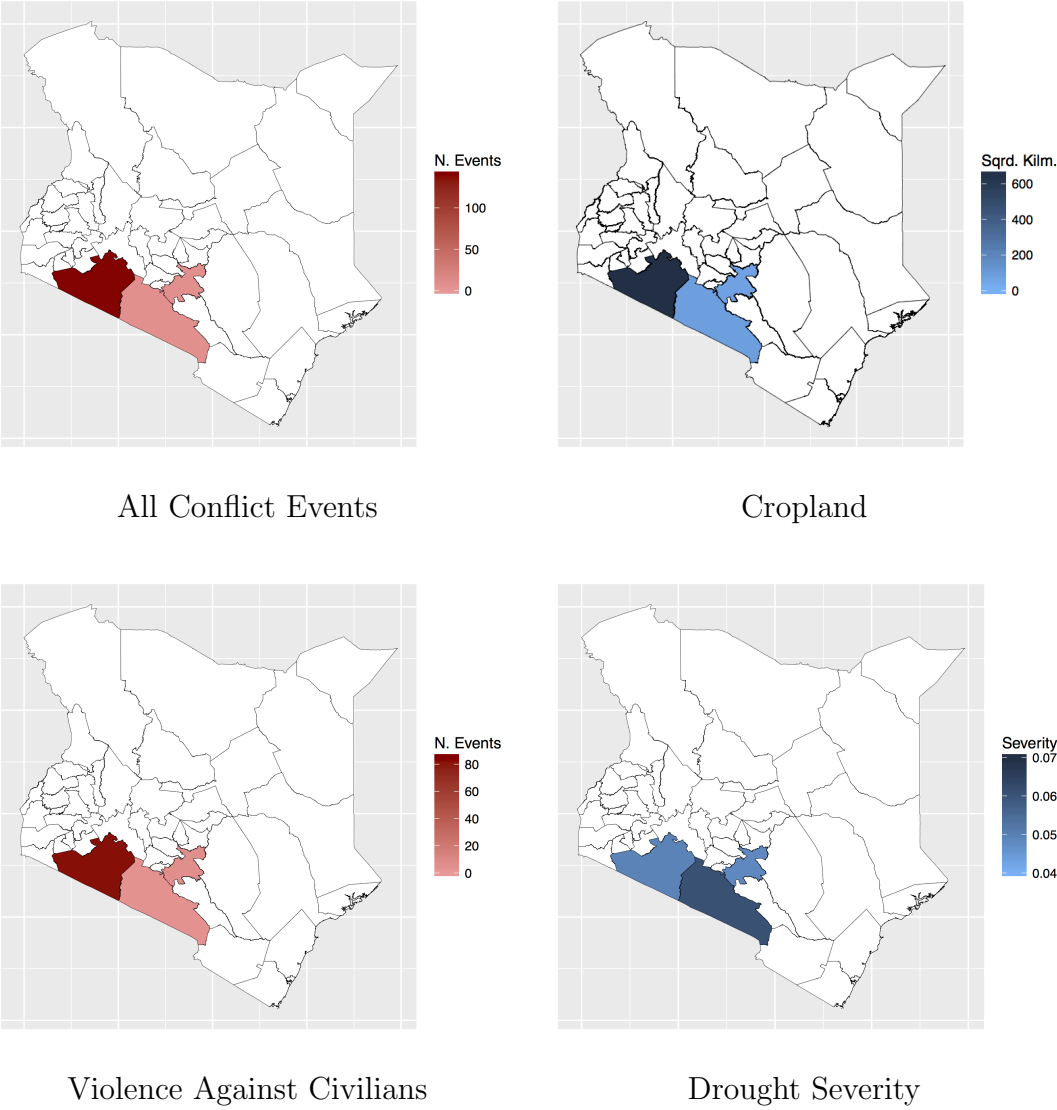 N. Events
100
50
0
All Conflict Events
Sqrd. Kilm.
600
400
200
0
Cropland
N. Events
80
60
40
20
0
Violence Against Civilians
Severity
0.07
0.06
0.05
0.04
Drought Severity